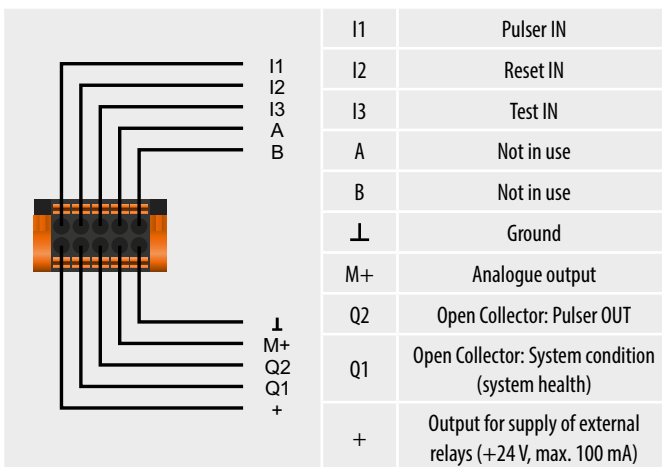 I1
I2
I3
A
B
⊥
M+
Q2
Q1
+
I1 Pulser IN
I2 Reset IN
I3 Test IN
A Not in use
B Not in use
⊥ Ground
M+ Analogue output
Q2 Open Collector: Pulser OUT
Q1 Open Collector: System condition
(system health)
+ Output for supply of external
relays (+24 V, max. 100 mA)